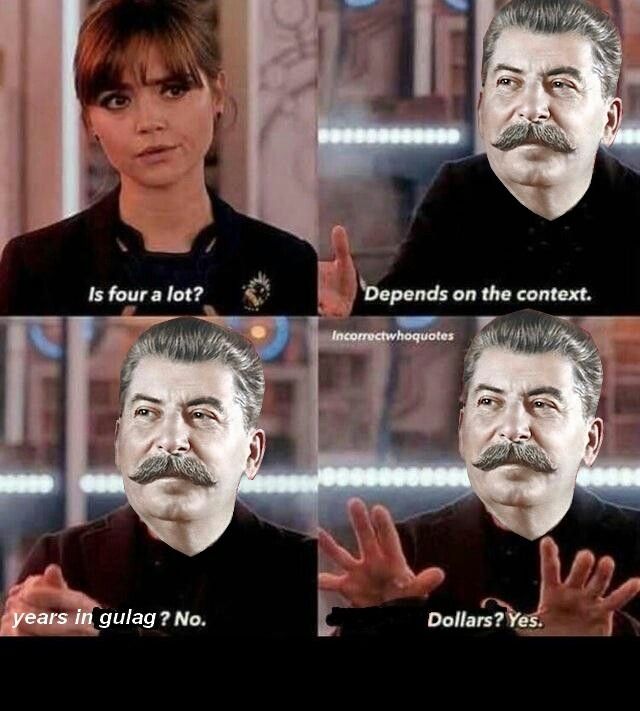 Is four a lot?
Depends on the context.
Incorrectwhoquotes
years in gulag ? No.
Dollars? Yes.